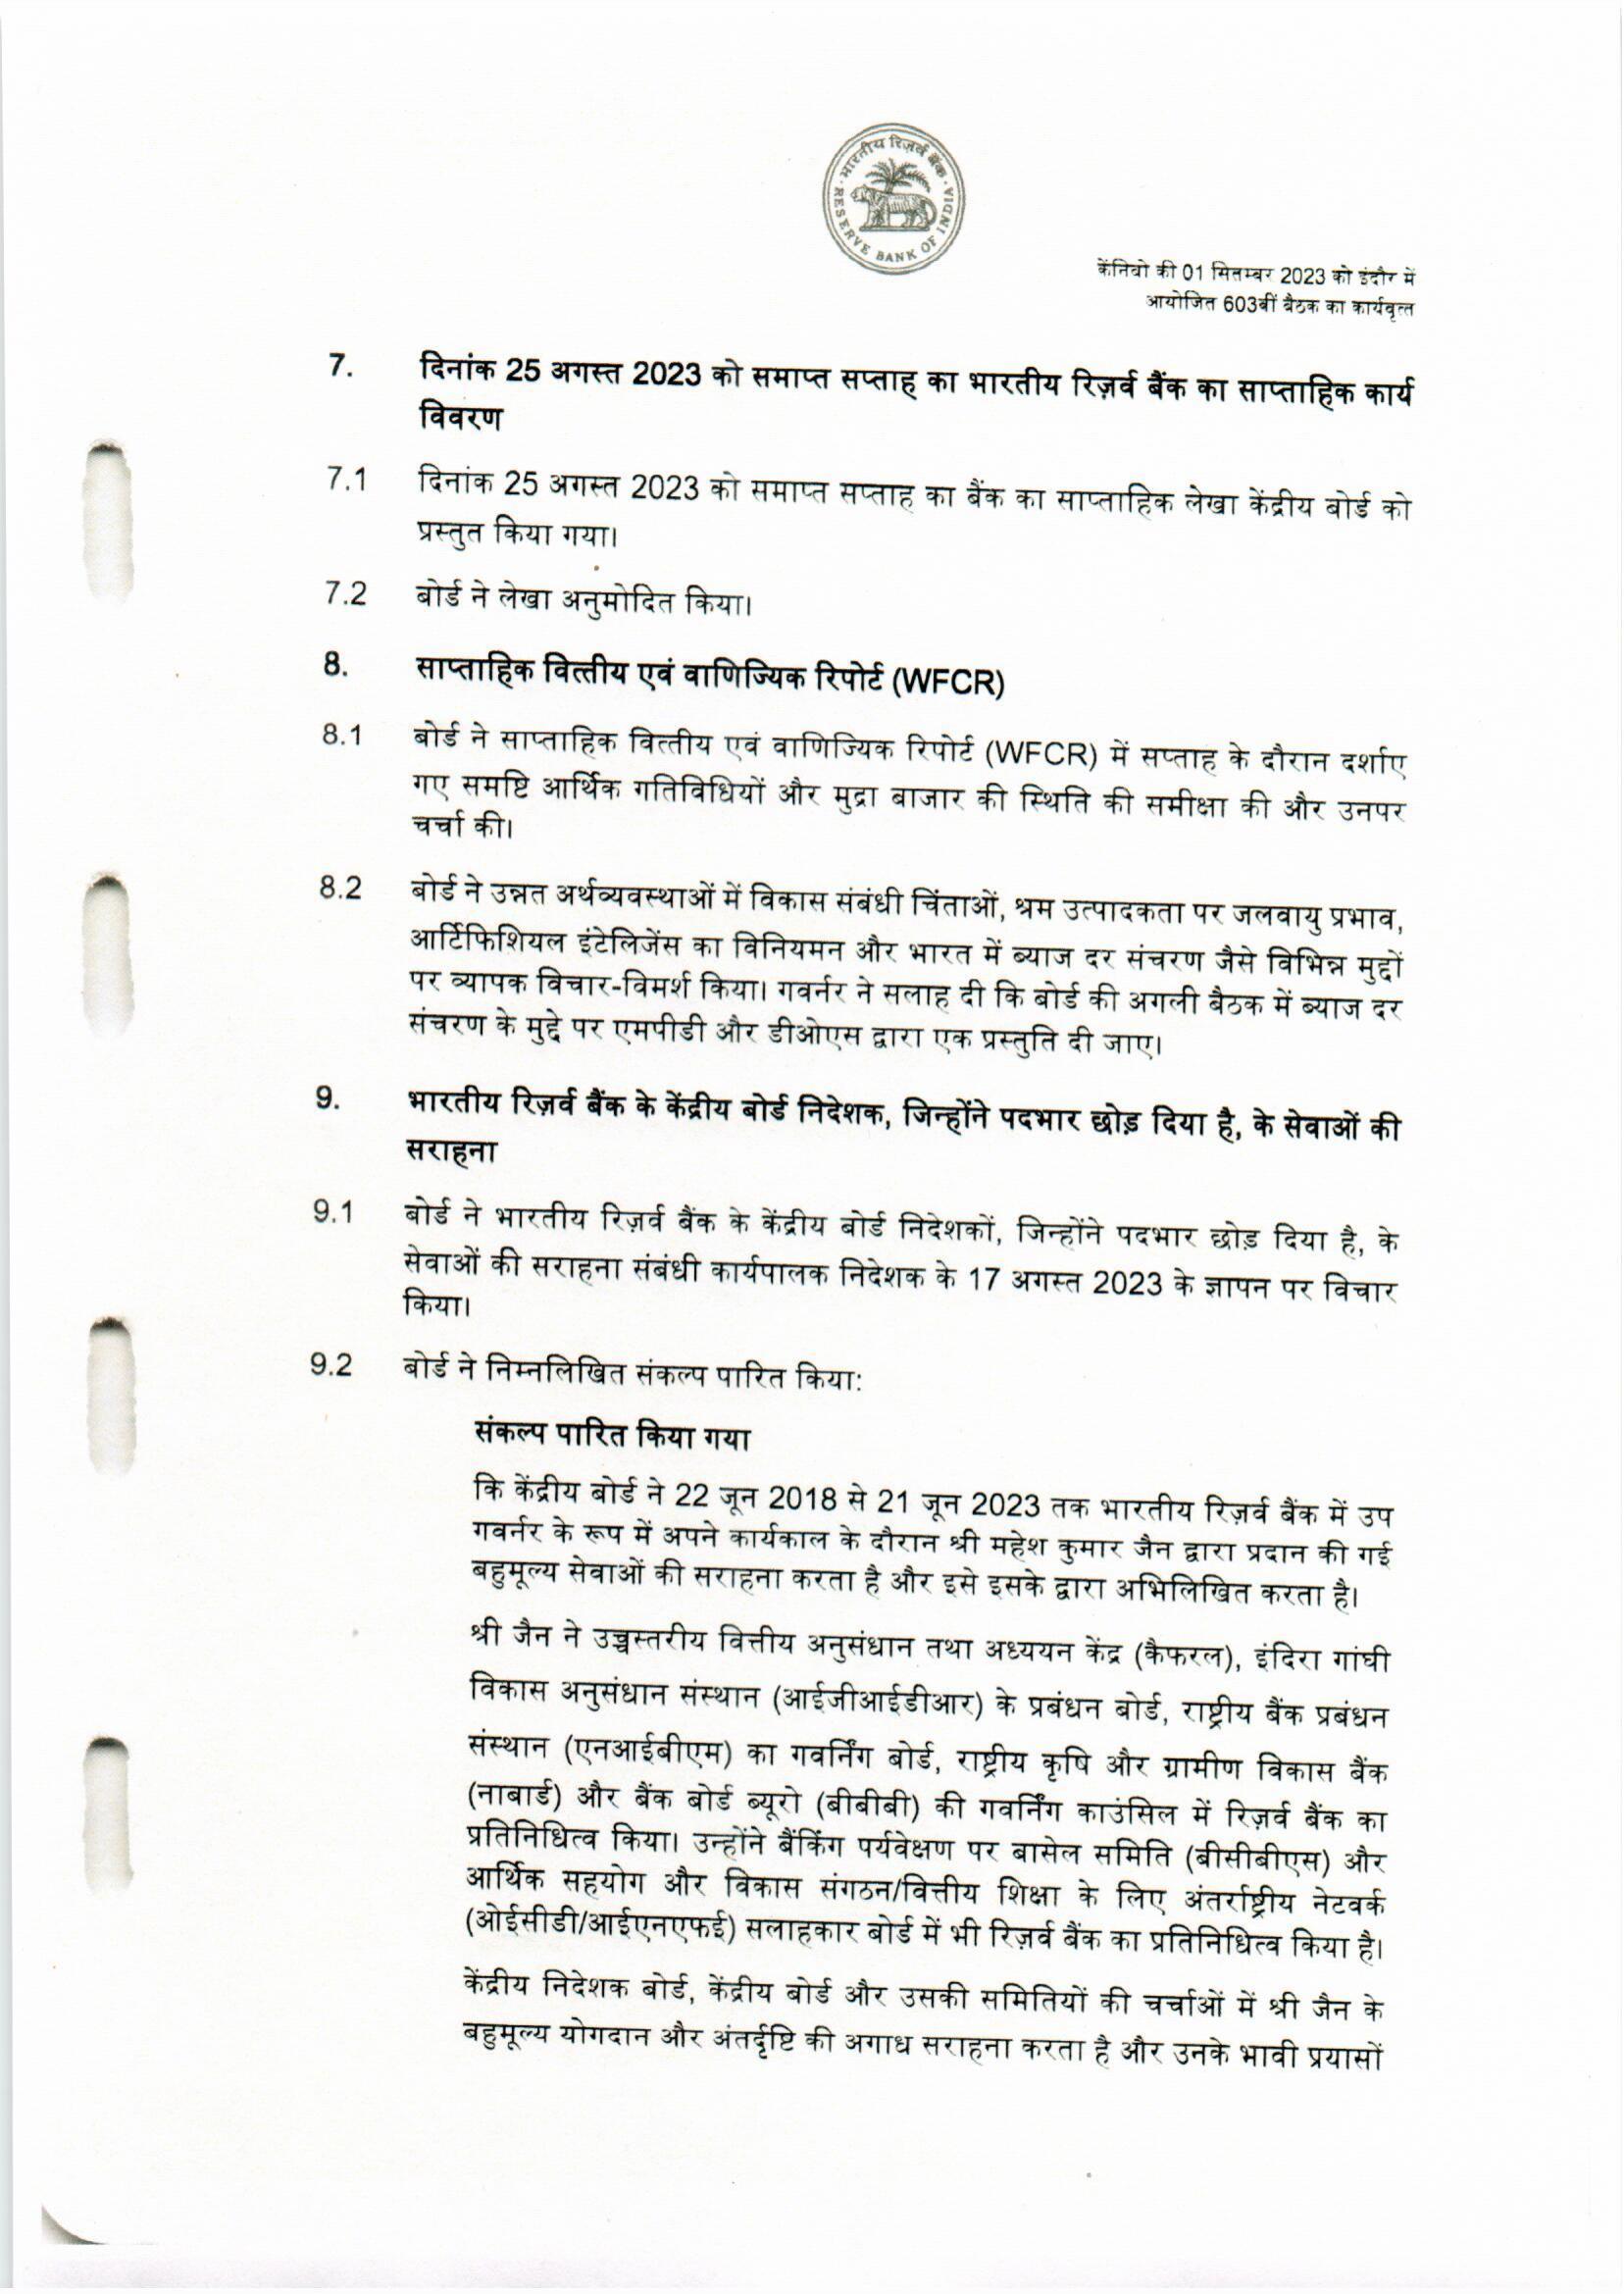 भारतीय रिज़र्व बैंक
RESERVE BANK OF INDIA
केंनिबो की 01 सितम्बर 2023 को इंदौर में
आयोजित 603वीं बैठक का कार्यवृत्त
7. दिनांक 25 अगस्त 2023 को समाप्त सप्ताह का भारतीय रिज़र्व बैंक का साप्ताहिक कार्य
विवरण
7.1 दिनांक 25 अगस्त 2023 को समाप्त सप्ताह का बैंक का साप्ताहिक लेखा केंद्रीय बोर्ड को
प्रस्तुत किया गया।
7.2 बोर्ड ने लेखा अनुमोदित किया।
8. साप्ताहिक वित्तीय एवं वाणिज्यिक रिपोर्ट (WFCR)
8.1 बोर्ड ने साप्ताहिक वित्तीय एवं वाणिज्यिक रिपोर्ट (WFCR) में सप्ताह के दौरान दर्शाए
गए समष्टि आर्थिक गतिविधियों और मुद्रा बाजार की स्थिति की समीक्षा की और उनपर
चर्चा की।
8.2 बोर्ड ने उन्नत अर्थव्यवस्थाओं में विकास संबंधी चिंताओं, श्रम उत्पादकता पर जलवायु प्रभाव,
आर्टिफिशियल इंटेलिजेंस का विनियमन और भारत में ब्याज दर संचरण जैसे विभिन्न मुद्दों
पर व्यापक विचार-विमर्श किया। गवर्नर ने सलाह दी कि बोर्ड की अगली बैठक में ब्याज दर
संचरण के मुद्दे पर एमपीडी और डीओएस द्वारा एक प्रस्तुति दी जाए।
9. भारतीय रिज़र्व बैंक के केंद्रीय बोर्ड निदेशक, जिन्होंने पदभार छोड़ दिया है, के सेवाओं की
सराहना
9.1 बोर्ड ने भारतीय रिज़र्व बैंक के केंद्रीय बोर्ड निदेशकों, जिन्होंने पदभार छोड़ दिया है, के
सेवाओं की सराहना संबंधी कार्यपालक निदेशक के 17 अगस्त 2023 के ज्ञापन पर विचार
किया।
9.2 बोर्ड ने निम्नलिखित संकल्प पारित किया:
संकल्प पारित किया गया
कि केंद्रीय बोर्ड ने 22 जून 2018 से 21 जून 2023 तक भारतीय रिज़र्व बैंक में उप
गवर्नर के रूप में अपने कार्यकाल के दौरान श्री महेश कुमार जैन द्वारा प्रदान की गई
बहुमूल्य सेवाओं की सराहना करता है और इसे इसके द्वारा अभिलिखित करता है।
श्री जैन ने उच्चस्तरीय वित्तीय अनुसंधान तथा अध्ययन केंद्र (कैफरल), इंदिरा गांधी
विकास अनुसंधान संस्थान (आईजीआईडीआर) के प्रबंधन बोर्ड, राष्ट्रीय बैंक प्रबंधन
संस्थान (एनआईबीएम) का गवर्निंग बोर्ड, राष्ट्रीय कृषि और ग्रामीण विकास बैंक
(नाबार्ड) और बैंक बोर्ड ब्यूरो (बीबीबी) की गवर्निंग काउंसिल में रिज़र्व बैंक का
प्रतिनिधित्व किया। उन्होंने बैंकिंग पर्यवेक्षण पर बासेल समिति (बीसीबीएस) और
आर्थिक सहयोग और विकास संगठन/वित्तीय शिक्षा के लिए अंतर्राष्ट्रीय नेटवर्क
(ओईसीडी/आईएनएफई) सलाहकार बोर्ड में भी रिज़र्व बैंक का प्रतिनिधित्व किया है।
केंद्रीय निदेशक बोर्ड, केंद्रीय बोर्ड और उसकी समितियों की चर्चाओं में श्री जैन के
बहुमूल्य योगदान और अंतर्दृष्टि की अगाध सराहना करता है और उनके भावी प्रयासों